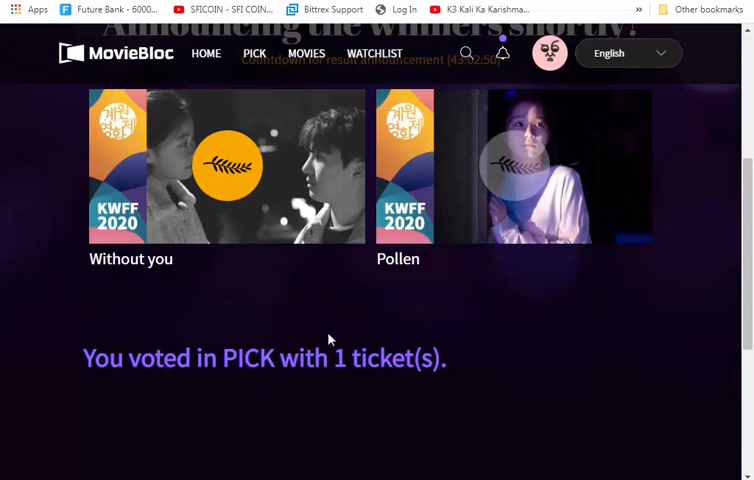 Apps
Future Bank - 6000...
SFICOIN - SFI COIN...
Bittrex Support
Log In
K3 Kali Ka Karishma...
»
Other bookmarks
Announcing the winners shortly!
MovieBloc
HOME
PICK
MOVIES
WATCHLIST
English
Countdown for result announcement (43:02:50)
KWFF
2020
KWFF
2020
Without you
Pollen
You voted in PICK with 1 ticket(s).